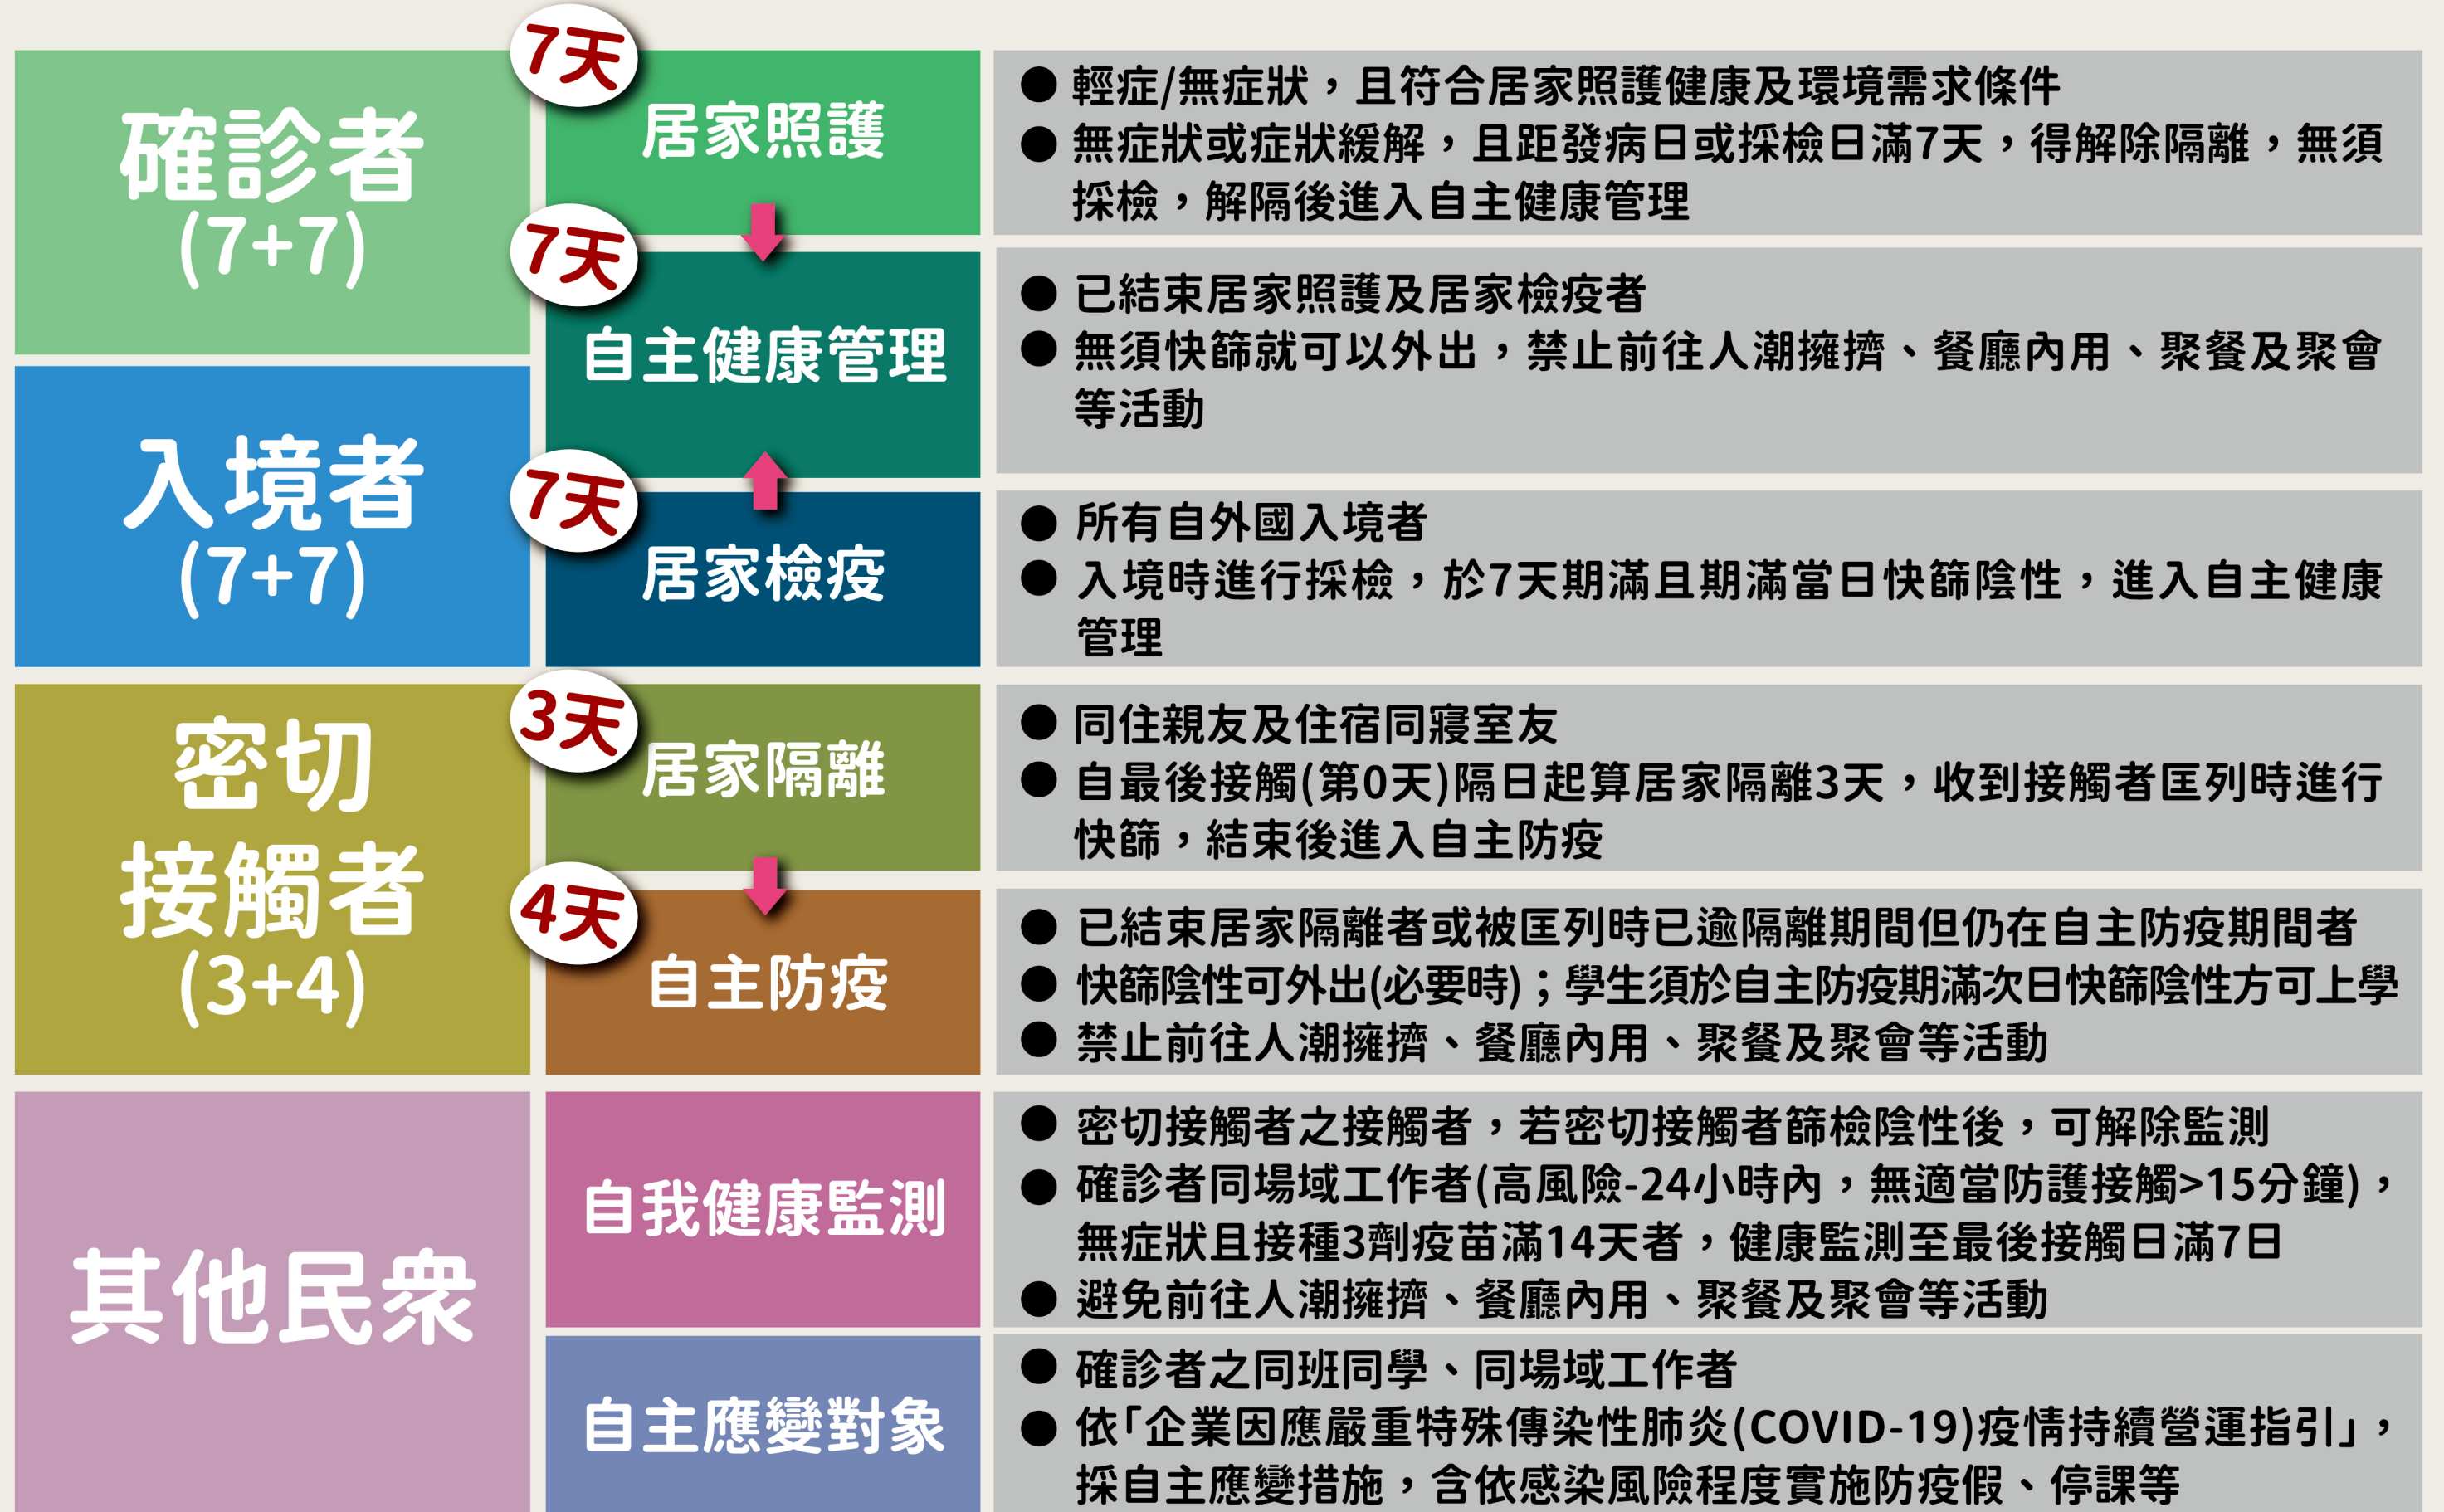 確診者
(7+7)
7天
居家照護
● 輕症/無症狀，且符合居家照護健康及環境需求條件
● 無症狀或症狀緩解，且距發病日或採檢日滿7天，得解除隔離，無須
採檢，解隔後進入自主健康管理
7天
自主健康管理
● 已結束居家照護及居家檢疫者
● 無須快篩就可以外出，禁止前往人潮擁擠、餐廳內用、聚餐及聚會
等活動
入境者
(7+7)
7天
居家檢疫
● 所有自外國入境者
● 入境時進行採檢，於7天期滿且期滿當日快篩陰性，進入自主健康
管理
密切
接觸者
(3+4)
3天
居家隔離
● 同住親友及住宿同寢室友
● 自最後接觸(第0天)隔日起算居家隔離3天，收到接觸者匡列時進行
快篩，結束後進入自主防疫
4天
自主防疫
● 已結束居家隔離者或被匡列時已逾隔離期間但仍在自主防疫期間者
● 快篩陰性可外出(必要時)；學生須於自主防疫期滿次日快篩陰性方可上學
● 禁止前往人潮擁擠、餐廳內用、聚餐及聚會等活動
其他民眾
自我健康監測
● 密切接觸者之接觸者，若密切接觸者篩檢陰性後，可解除監測
● 確診者同場域工作者(高風險-24小時內，無適當防護接觸>15分鐘)，
無症狀且接種3劑疫苗滿14天者，健康監測至最後接觸日滿7日
● 避免前往人潮擁擠、餐廳內用、聚餐及聚會等活動
自主應變對象
● 確診者之同班同學、同場域工作者
● 依「企業因應嚴重特殊傳染性肺炎(COVID-19)疫情持續營運指引」，
採自主應變措施，含依感染風險程度實施防疫假、停課等